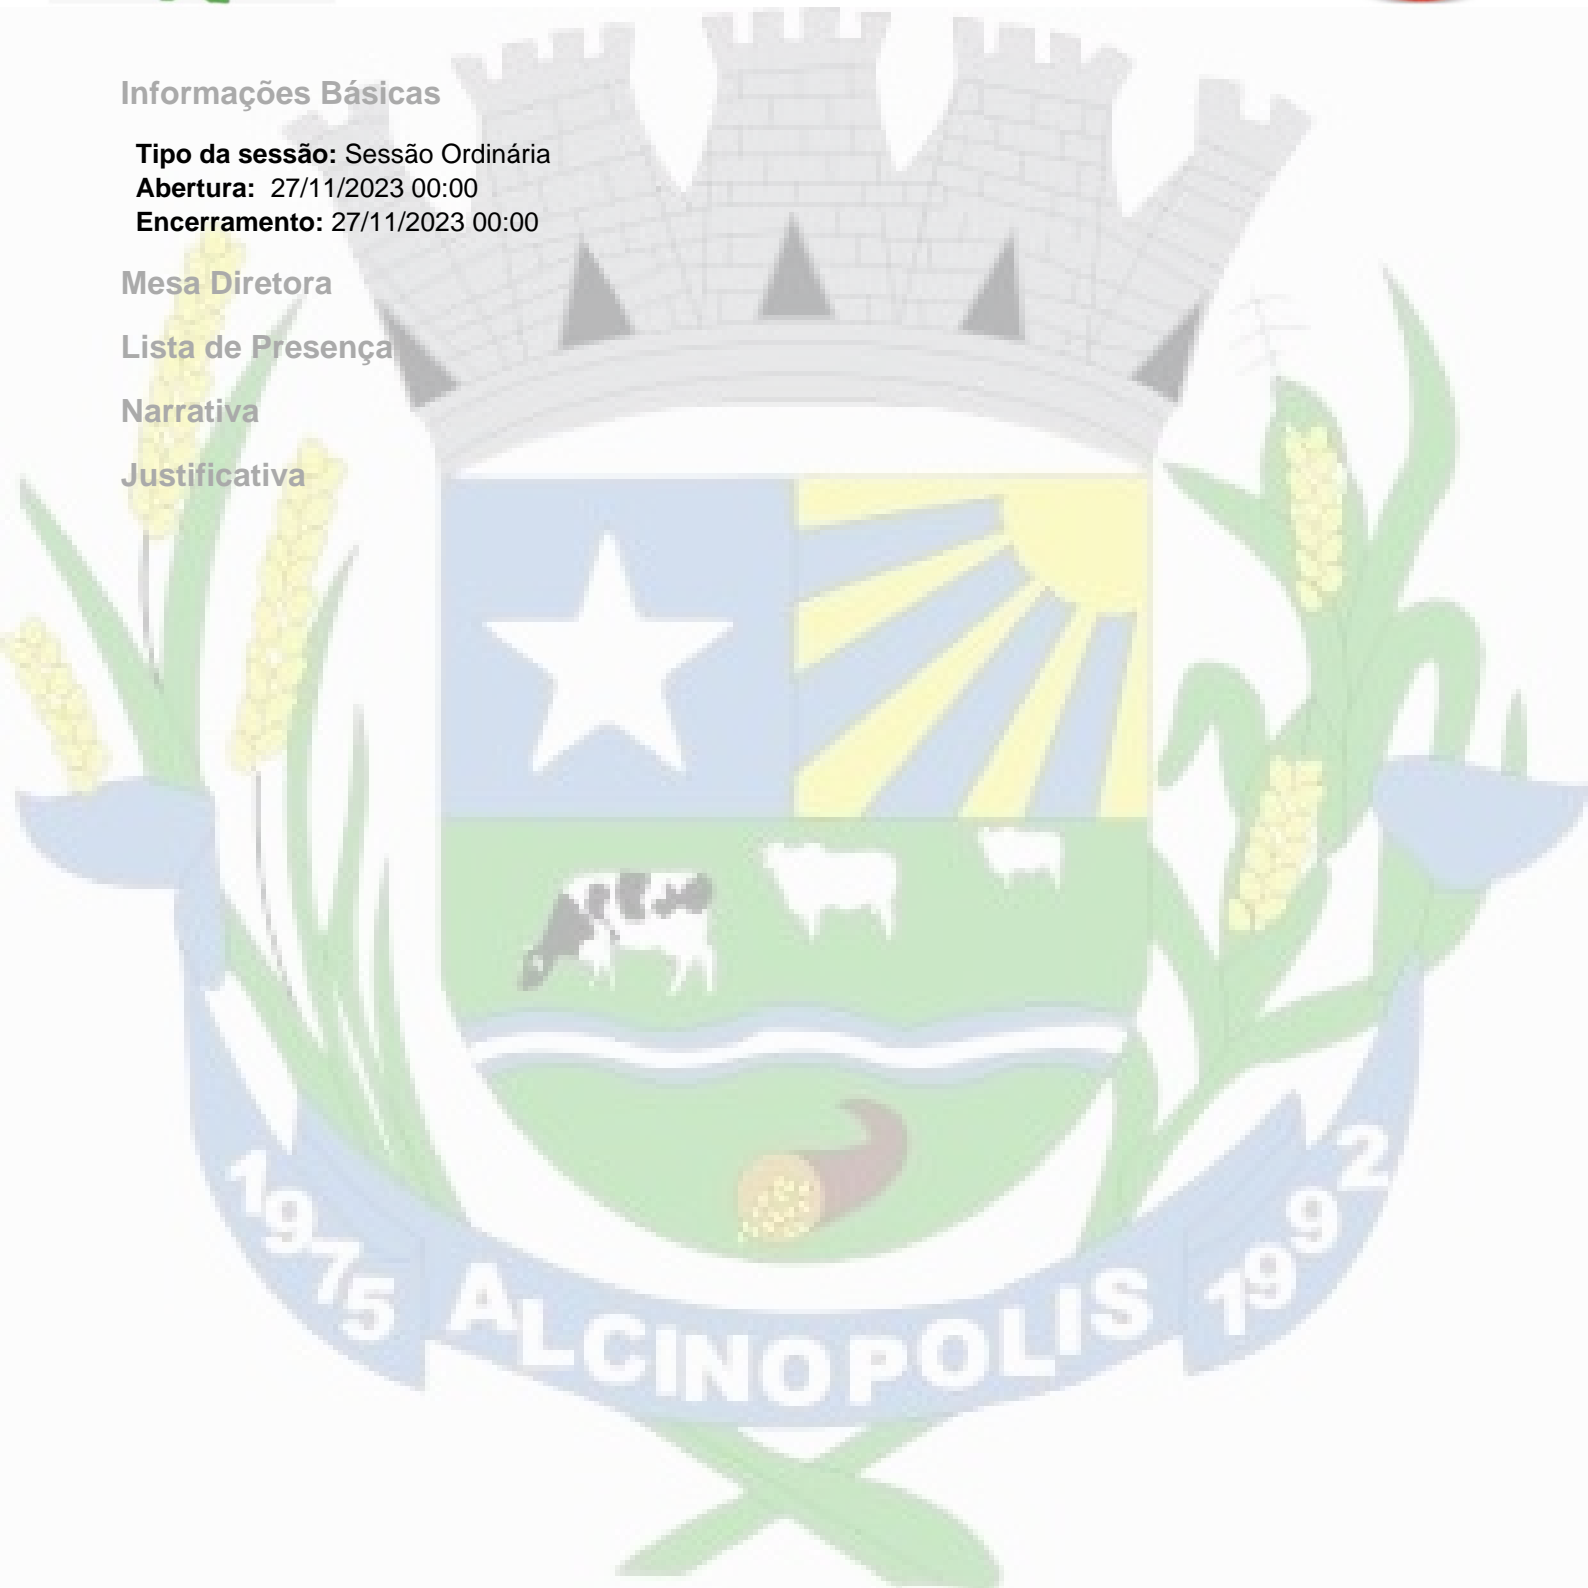 Informações Básicas
Tipo da sessão: Sessão Ordinária
Abertura: 27/11/2023 00:00
Encerramento: 27/11/2023 00:00
Mesa Diretora
Lista de Presença
Narrativa
Justificativa
1975 ALCINOPOLIS 1992